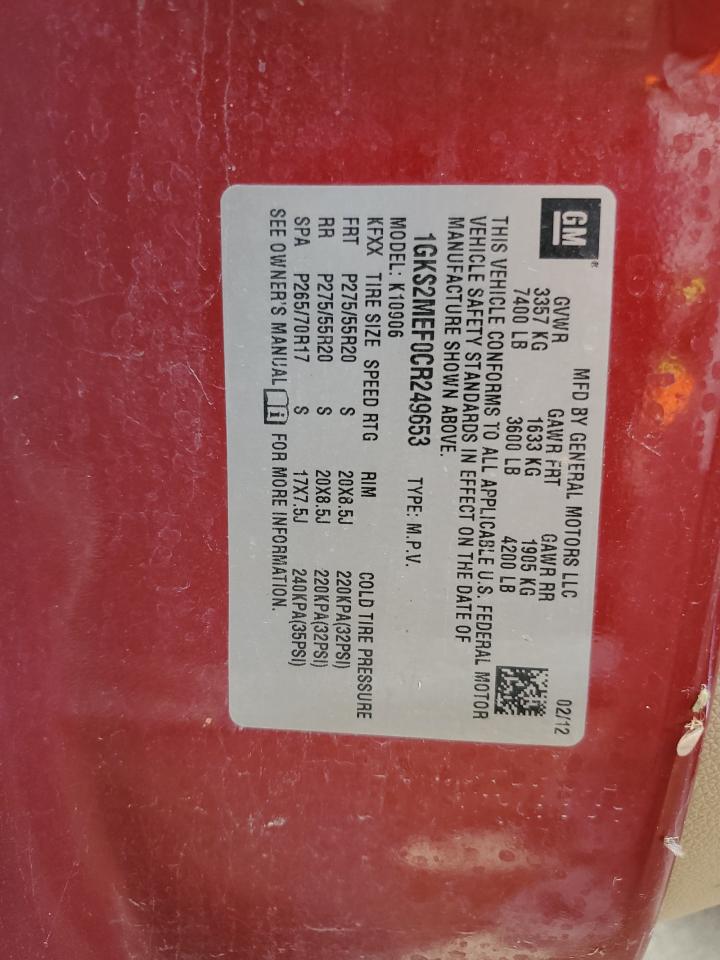 GM®
MFD BY GENERAL MOTORS LLC 02/12
GVWR GAWR FRT GAWR RR
3357 KG 1633 KG 1905 KG
7400 LB 3600 LB 4200 LB
THIS VEHICLE CONFORMS TO ALL APPLICABLE U.S. FEDERAL MOTOR
VEHICLE SAFETY STANDARDS IN EFFECT ON THE DATE OF
MANUFACTURE SHOWN ABOVE.
1GKS2MEF0CR249653 TYPE: M.P.V.
MODEL: K10906
KFXX TIRE SIZE SPEED RTG RIM COLD TIRE PRESSURE
FRT P275/55R20 S 20X8.5J 220KPA(32PSI)
RR P275/55R20 S 20X8.5J 220KPA(32PSI)
SPA P265/70R17 S 17X7.5J 240KPA(35PSI)
SEE OWNER'S MANUAL FOR MORE INFORMATION.